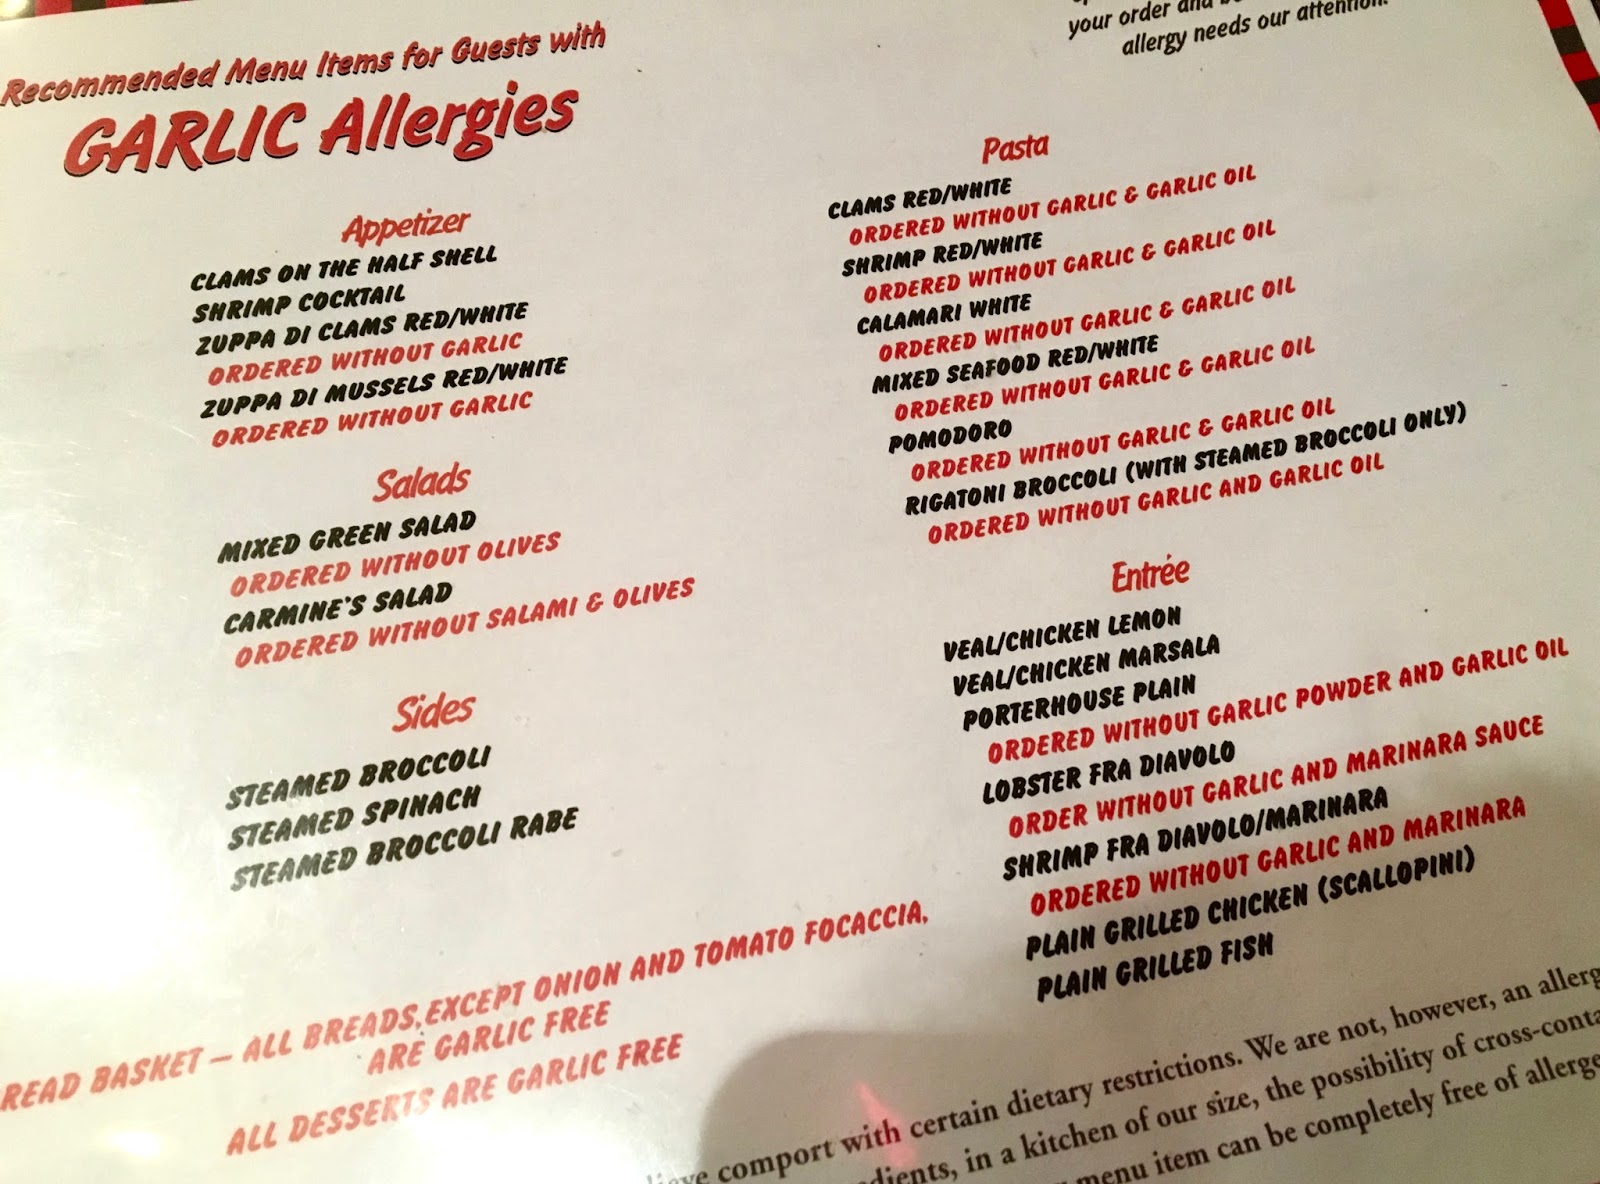 Recommended Menu Items for Guests with
GARLIC Allergies
your order and
allergy needs our attention.
Appetizer
CLAMS ON THE HALF SHELL
SHRIMP COCKTAIL
ZUPPA DI CLAMS RED/WHITE
ORDERED WITHOUT GARLIC
ZUPPA DI MUSSELS RED/WHITE
ORDERED WITHOUT GARLIC
Salads
MIXED GREEN SALAD
ORDERED WITHOUT OLIVES
CARMINE'S SALAD
ORDERED WITHOUT SALAMI & OLIVES
Sides
STEAMED BROCCOLI
STEAMED SPINACH
STEAMED BROCCOLI RABE
Pasta
CLAMS RED/WHITE
ORDERED WITHOUT GARLIC & GARLIC OIL
SHRIMP RED/WHITE
ORDERED WITHOUT GARLIC & GARLIC OIL
CALAMARI WHITE
ORDERED WITHOUT GARLIC & GARLIC OIL
MIXED SEAFOOD RED/WHITE
ORDERED WITHOUT GARLIC & GARLIC OIL
POMODORO
ORDERED WITHOUT GARLIC & GARLIC OIL
RIGATONI BROCCOLI (WITH STEAMED BROCCOLI ONLY)
ORDERED WITHOUT GARLIC AND GARLIC OIL
Entrée
VEAL/CHICKEN LEMON
VEAL/CHICKEN MARSALA
PORTERHOUSE PLAIN
ORDERED WITHOUT GARLIC POWDER AND GARLIC OIL
LOBSTER FRA DIAVOLO
ORDER WITHOUT GARLIC AND MARINARA SAUCE
SHRIMP FRA DIAVOLO/MARINARA
ORDERED WITHOUT GARLIC AND MARINARA
PLAIN GRILLED CHICKEN (SCALLOPINI)
PLAIN GRILLED FISH
READ BASKET – ALL BREADS, EXCEPT ONION AND TOMATO FOCACCIA,
ARE GARLIC FREE
ALL DESSERTS ARE GARLIC FREE
comport with certain dietary restrictions. We are not, however, an allerg
dients, in a kitchen of our size, the possibility of cross-conta
menu item can be completely free of allerge